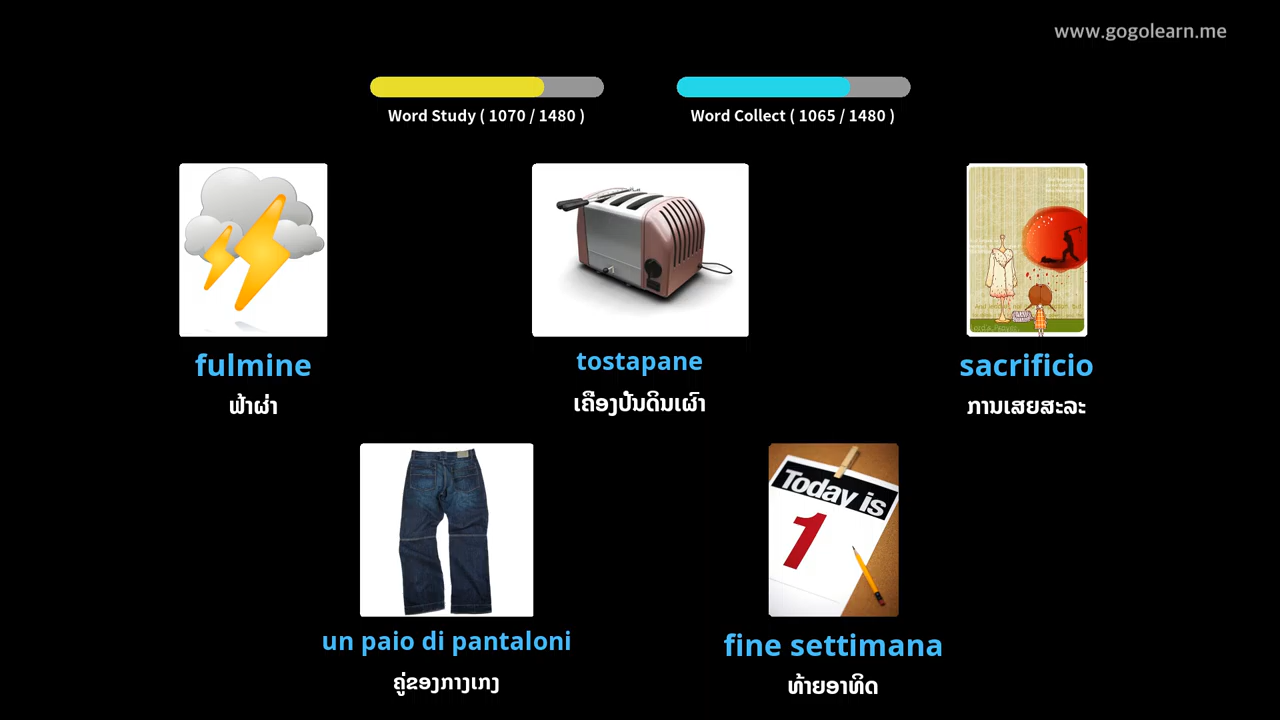 www.gogolearn.me
Word Study ( 1070 / 1480 )
Word Collect ( 1065 / 1480 )
fulmine
ຟ້າຜ່າ
tostapane
ເຄື່ອງປັ້ນດິນເຜົາ
sacrificio
ການເສຍສະລະ
Today is
1
un paio di pantaloni
ຄູ່ຂອງກາງເກງ
fine settimana
ທ້າຍອາທິດ